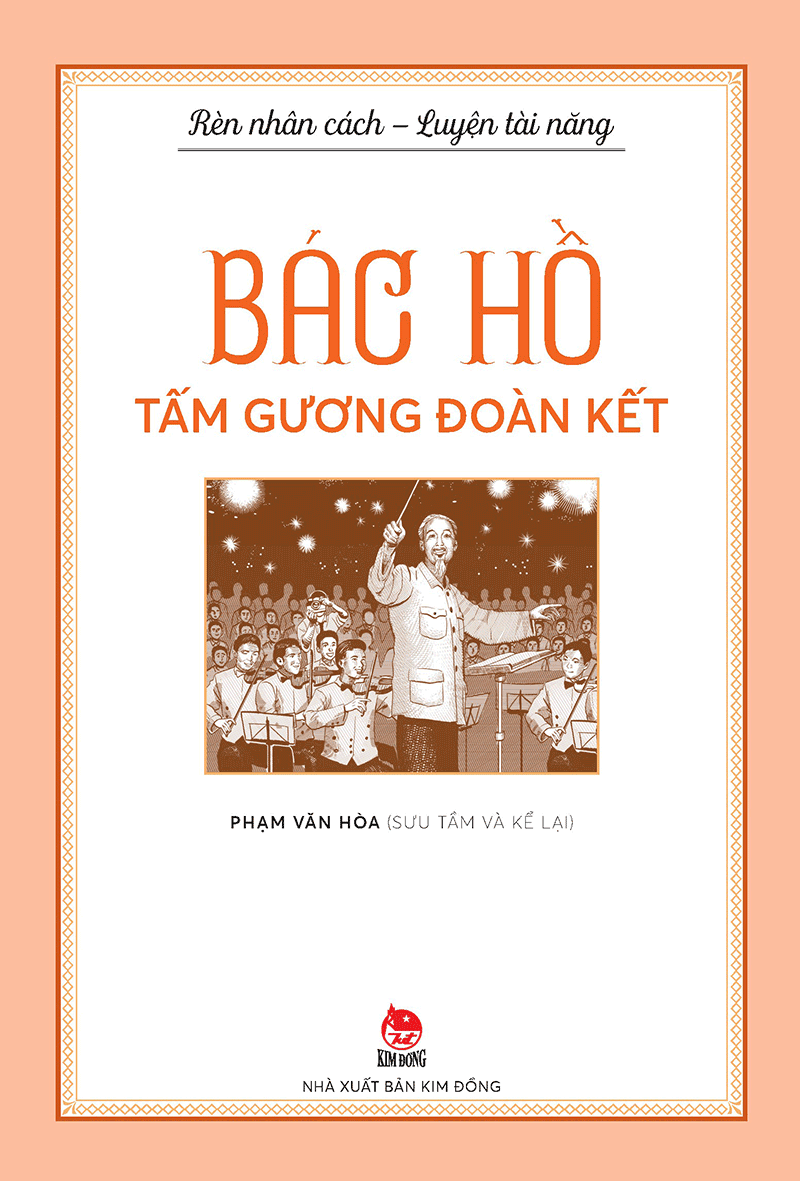 Rèn nhân cách – Luyện tài năng
BÁC HỒ
TẤM GƯƠNG ĐOÀN KẾT
PHẠM VĂN HÒA (SƯU TẦM VÀ KỂ LẠI)
KIM ĐỒNG
NHÀ XUẤT BẢN KIM ĐỒNG